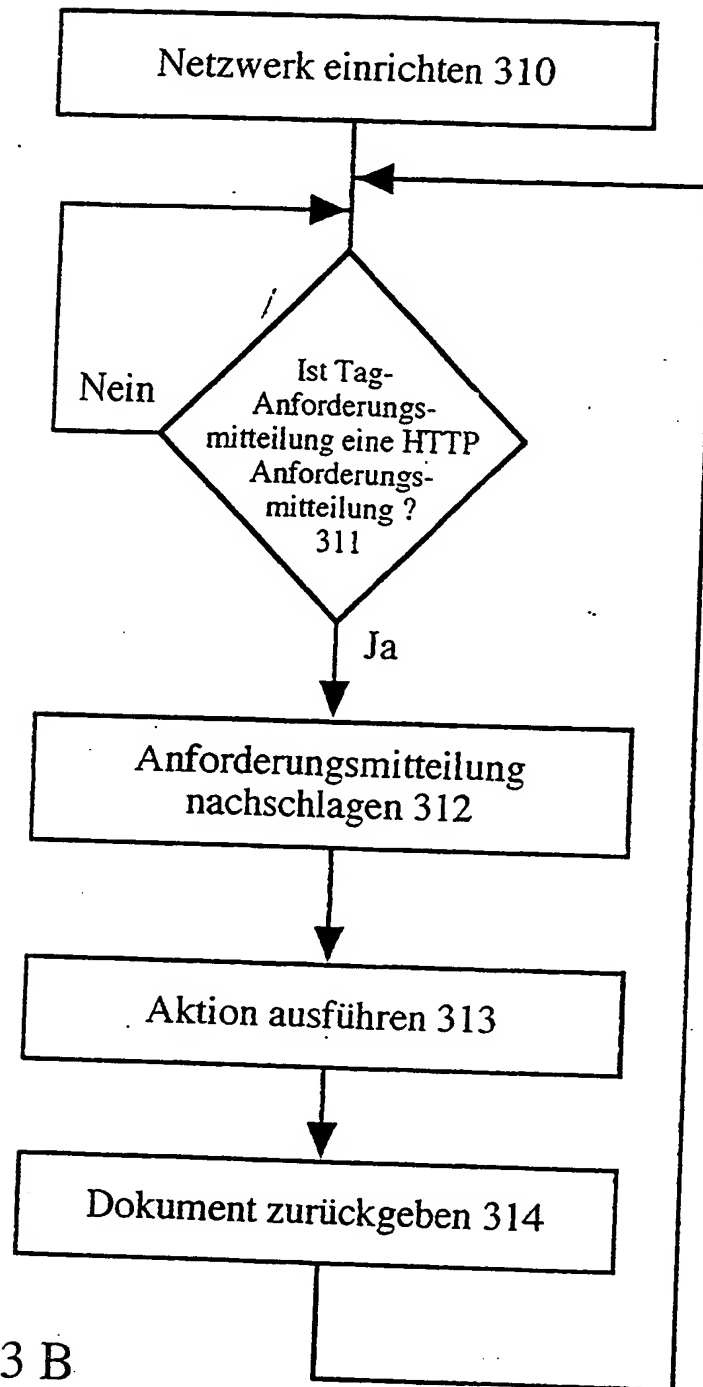 Netzwerk einrichten 310
Nein
Ist Tag-
Anforderungs-
mitteilung eine HTTP
Anforderungs-
mitteilung ?
311
Ja
Anforderungsmitteilung
nachschlagen 312
Aktion ausführen 313
Dokument zurückgeben 314
3 B